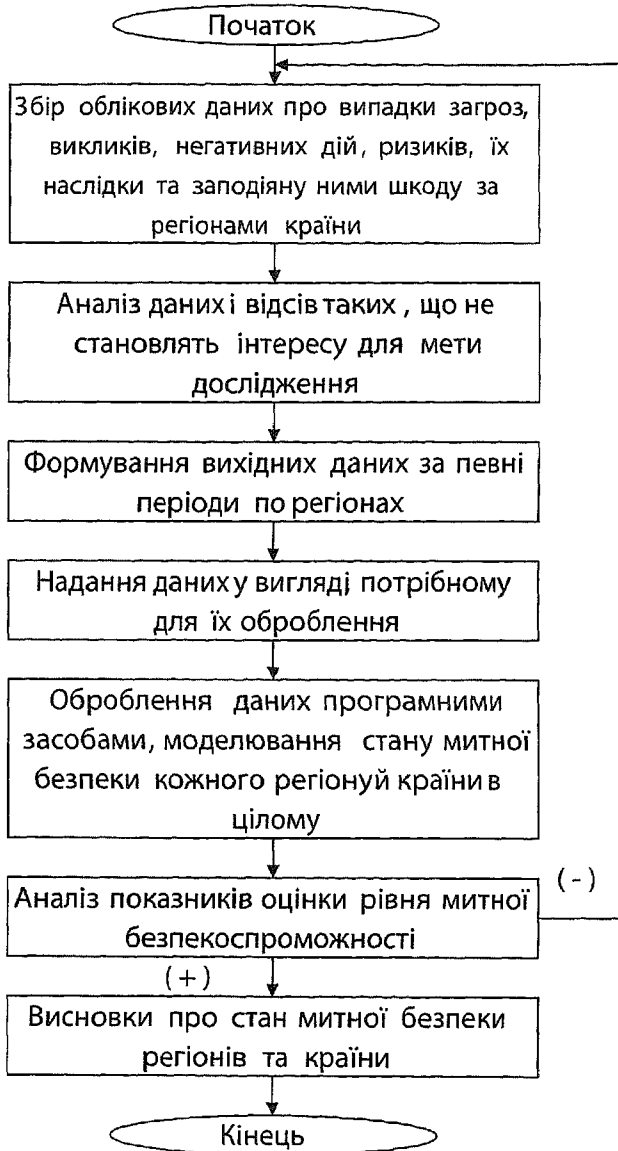 Початок
Збір облікових даних про випадки загроз,
викликів, негативних дій, ризиків, їх
наслідки та заподіяну ними шкоду за
регіонами країни
Аналіз даних і відсів таких , що не
становлять інтересу для мети
дослідження
Формування вихідних даних за певні
періоди по регіонах
Надання даних у вигляді потрібному
для їх оброблення
Оброблення даних програмними
засобами, моделювання стану митної
безпеки кожного регіонуй країни в
цілому
(-)
Аналіз показників оцінки рівня митної
безпекоспроможності
(+)
Висновки про стан митної безпеки
регіонів та країни
Кінець